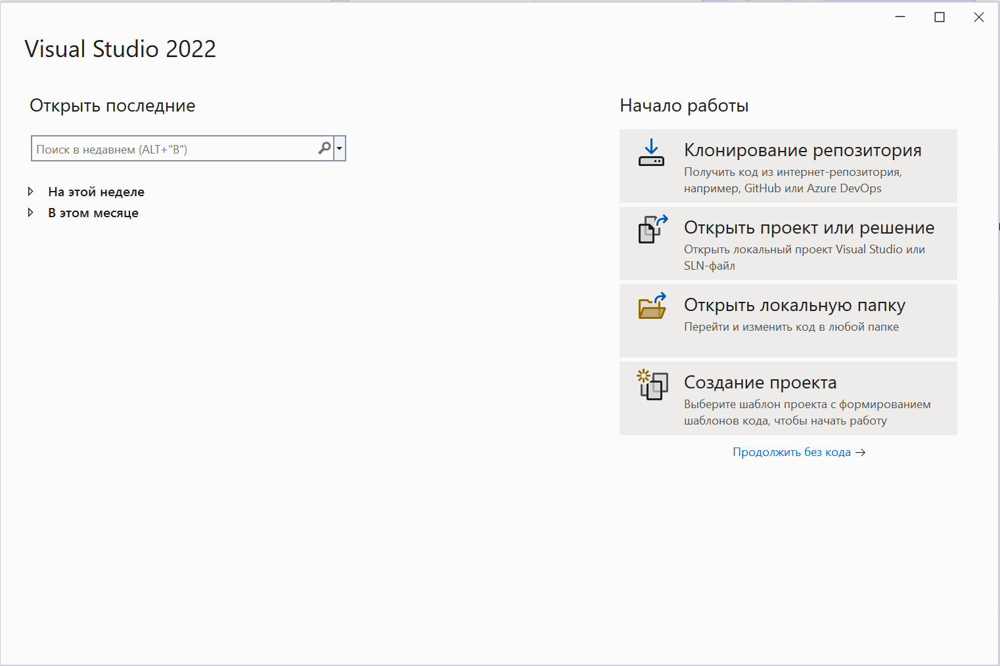 Visual Studio 2022
Открыть последние
Поиск в недавнем (ALT+"В")
На этой неделе
В этом месяце
Начало работы
Клонирование репозитория
Получить код из интернет-репозитория,
например, GitHub или Azure DevOps
Открыть проект или решение
Открыть локальный проект Visual Studio или
SLN-файл
Открыть локальную папку
Перейти и изменить код в любой папке
Создание проекта
Выберите шаблон проекта с формированием
шаблонов кода, чтобы начать работу
Продолжить без кода →